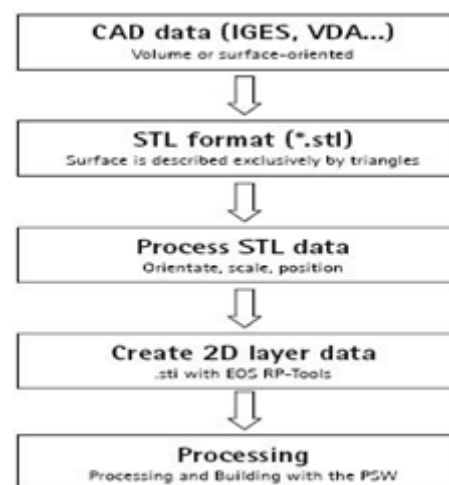 CAD data (IGES, VDA...)
Volume or surface-oriented
STL format (*.stl)
Surface is described exclusively by triangles
Process STL data
Orientate, scale, position
Create 2D layer data
.sti with EOS RP-Tools
Processing
Processing and Building with the PSW